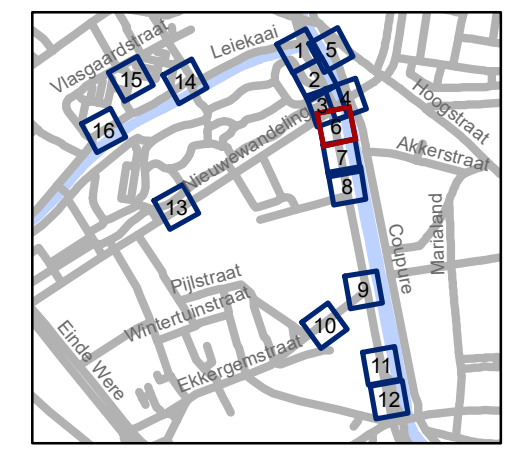 Vlasgaardstraat
Leiekaai
1
5
2
15
14
3
4
Hoogstraat
16
6
Nieuwewandeling
7
Akkerstraat
8
13
Marialand
Coupure
Pijlstraat
9
Wintertuinstraat
10
Einde Were
Ekkergemstraat
11
12